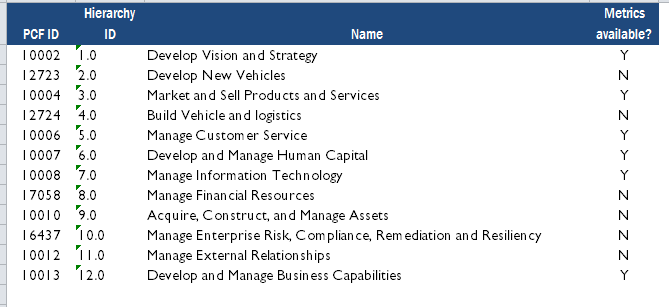 Hierarchy Metrics
PCF ID ID Name available?
10002 1.0 Develop Vision and Strategy Y
12723 2.0 Develop New Vehicles N
10004 3.0 Market and Sell Products and Services Y
12724 4.0 Build Vehicle and logistics N
10006 5.0 Manage Customer Service Y
10007 6.0 Develop and Manage Human Capital Y
10008 7.0 Manage Information Technology Y
17058 8.0 Manage Financial Resources N
10010 9.0 Acquire, Construct, and Manage Assets N
16437 10.0 Manage Enterprise Risk, Compliance, Remediation and Resiliency N
10012 11.0 Manage External Relationships N
10013 12.0 Develop and Manage Business Capabilities Y